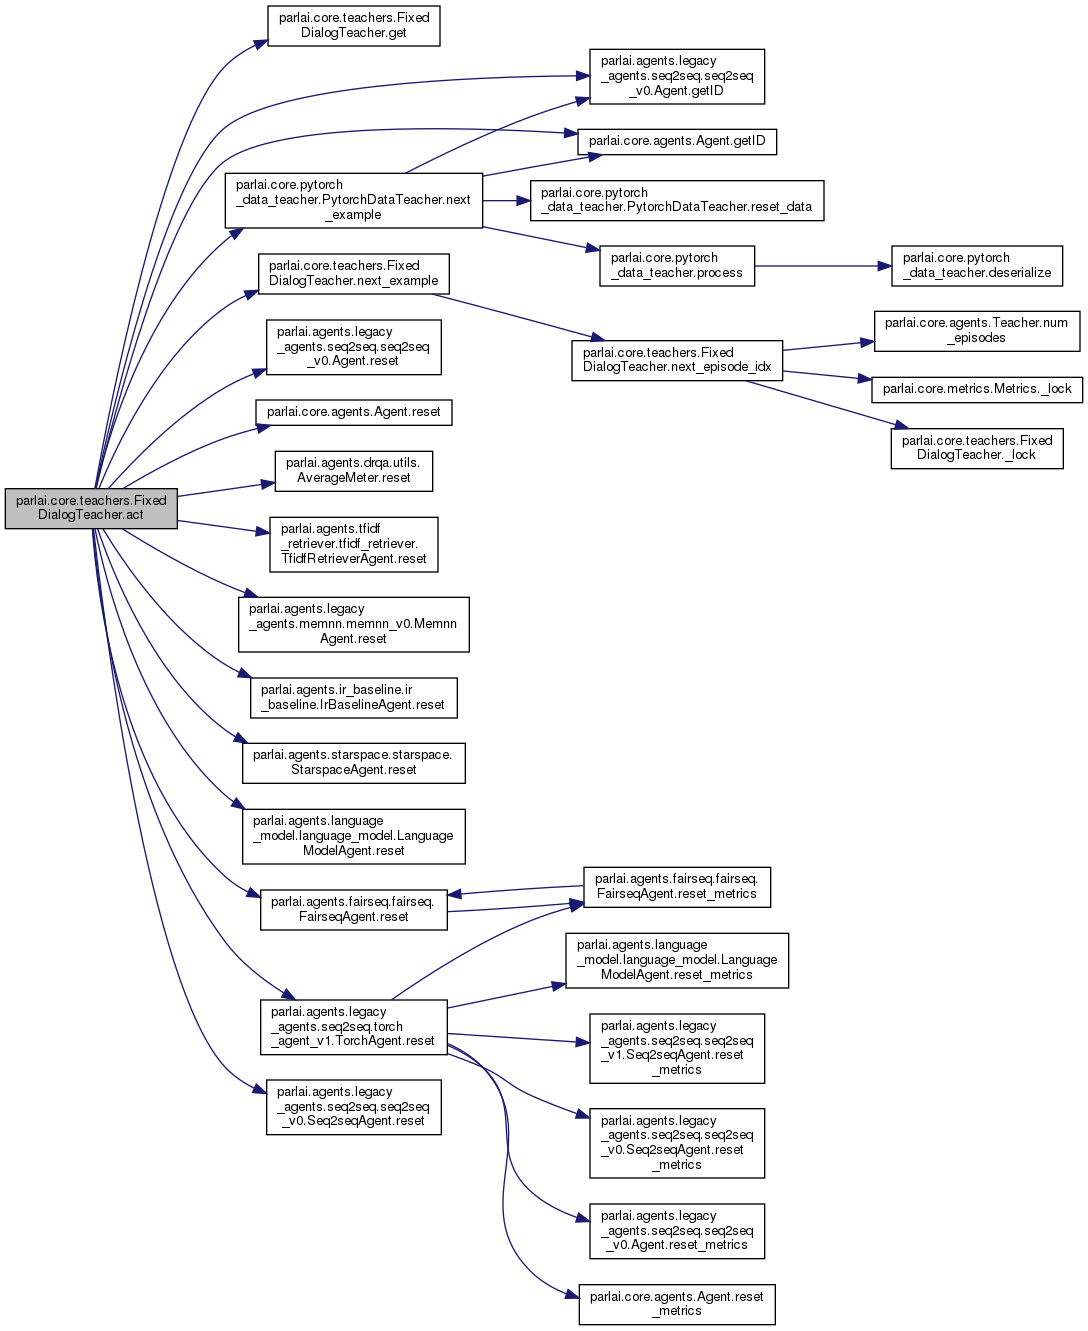 parlai.core.teachers.Fixed
DialogTeacher.get
parlai.agents.legacy
_agents.seq2seq.seq2seq
_v0.Agent.getID
parlai.core.agents.Agent.getID
parlai.core.pytorch
_data_teacher.PytorchDataTeacher.next
_example
parlai.core.pytorch
_data_teacher.PytorchDataTeacher.reset_data
parlai.core.pytorch
_data_teacher.process
parlai.core.pytorch
_data_teacher.deserialize
parlai.core.teachers.Fixed
DialogTeacher.next_example
parlai.core.agents.Teacher.num
_episodes
parlai.agents.legacy
_agents.seq2seq.seq2seq
_v0.Agent.reset
parlai.core.teachers.Fixed
DialogTeacher.next_episode_idx
parlai.core.metrics.Metrics._lock
parlai.core.agents.Agent.reset
parlai.core.teachers.Fixed
DialogTeacher._lock
parlai.agents.drqa.utils.
AverageMeter.reset
parlai.core.teachers.Fixed
DialogTeacher.act
parlai.agents.tfidf
_retriever.tfidf_retriever.
TfidfRetrieverAgent.reset
parlai.agents.legacy
_agents.memnn.memnn_v0.Memnn
Agent.reset
parlai.agents.ir_baseline.ir
_baseline.IrBaselineAgent.reset
parlai.agents.starspace.starspace.
StarspaceAgent.reset
parlai.agents.language
_model.language_model.Language
ModelAgent.reset
parlai.agents.fairseq.fairseq.
FairseqAgent.reset
parlai.agents.fairseq.fairseq.
FairseqAgent.reset_metrics
parlai.agents.language
_model.language_model.Language
ModelAgent.reset_metrics
parlai.agents.legacy
_agents.seq2seq.torch
_agent_v1.TorchAgent.reset
parlai.agents.legacy
_agents.seq2seq.seq2seq
_v1.Seq2seqAgent.reset
_metrics
parlai.agents.legacy
_agents.seq2seq.seq2seq
_v0.Seq2seqAgent.reset
parlai.agents.legacy
_agents.seq2seq.seq2seq
_v0.Seq2seqAgent.reset
_metrics
parlai.agents.legacy
_agents.seq2seq.seq2seq
_v0.Agent.reset_metrics
parlai.core.agents.Agent.reset
_metrics